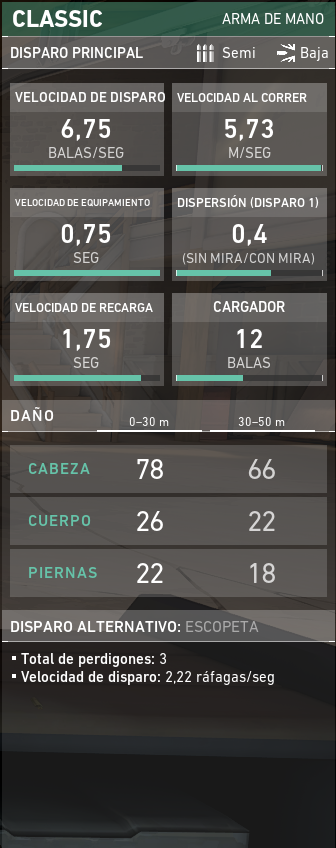 CLASSIC ARMA DE MANO
DISPARO PRINCIPAL Semi Baja
VELOCIDAD DE DISPARO VELOCIDAD AL CORRER
6,75 5,73
BALAS/SEG M/SEG
VELOCIDAD DE EQUIPAMIENTO DISPERSIÓN (DISPARO 1)
0,75 0,4
SEG (SIN MIRA/CON MIRA)
VELOCIDAD DE RECARGA CARGADOR
1,75 12
SEG BALAS
DAÑO 0–30 m 30–50 m
CABEZA 78 66
CUERPO 26 22
PIERNAS 22 18
DISPARO ALTERNATIVO: ESCOPETA
▪ Total de perdigones: 3
▪ Velocidad de disparo: 2,22 ráfagas/seg